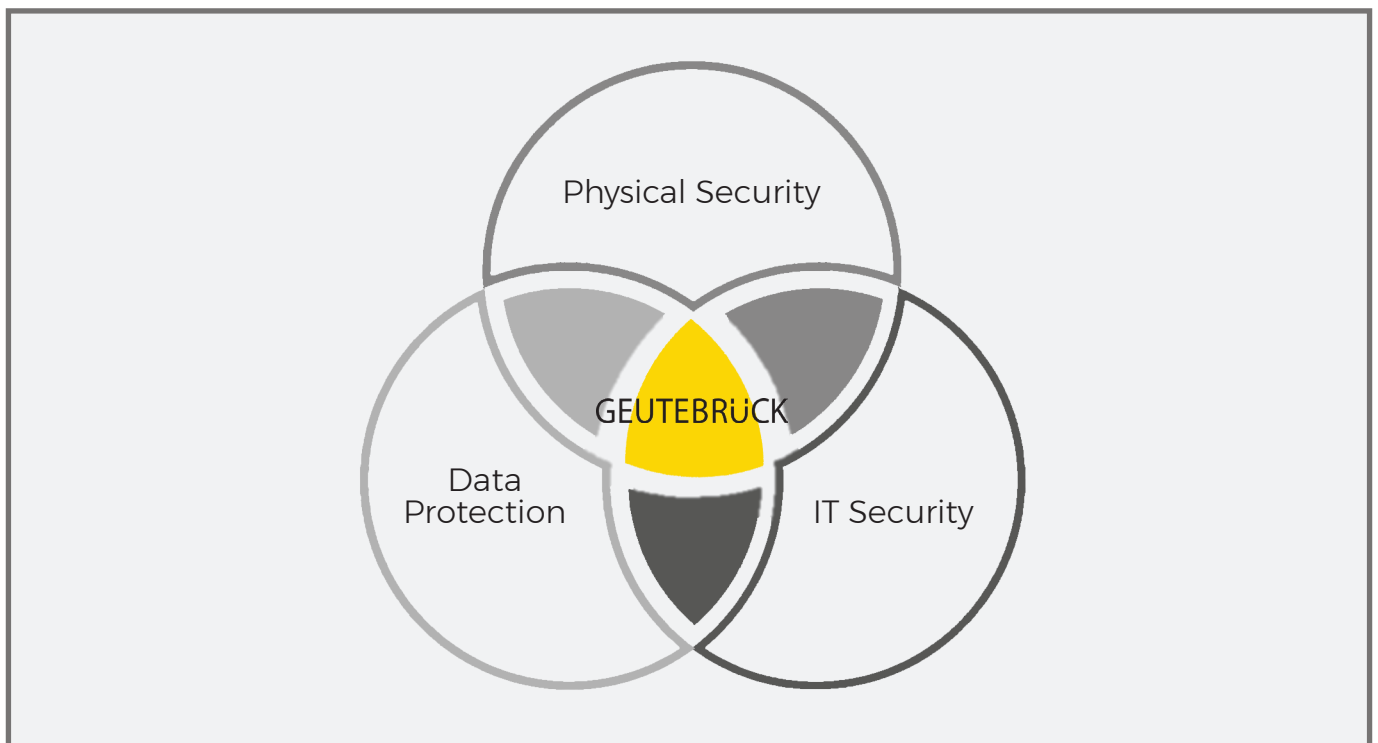 Physical Security
GEUTEBRÜCK
Data
Protection
IT Security